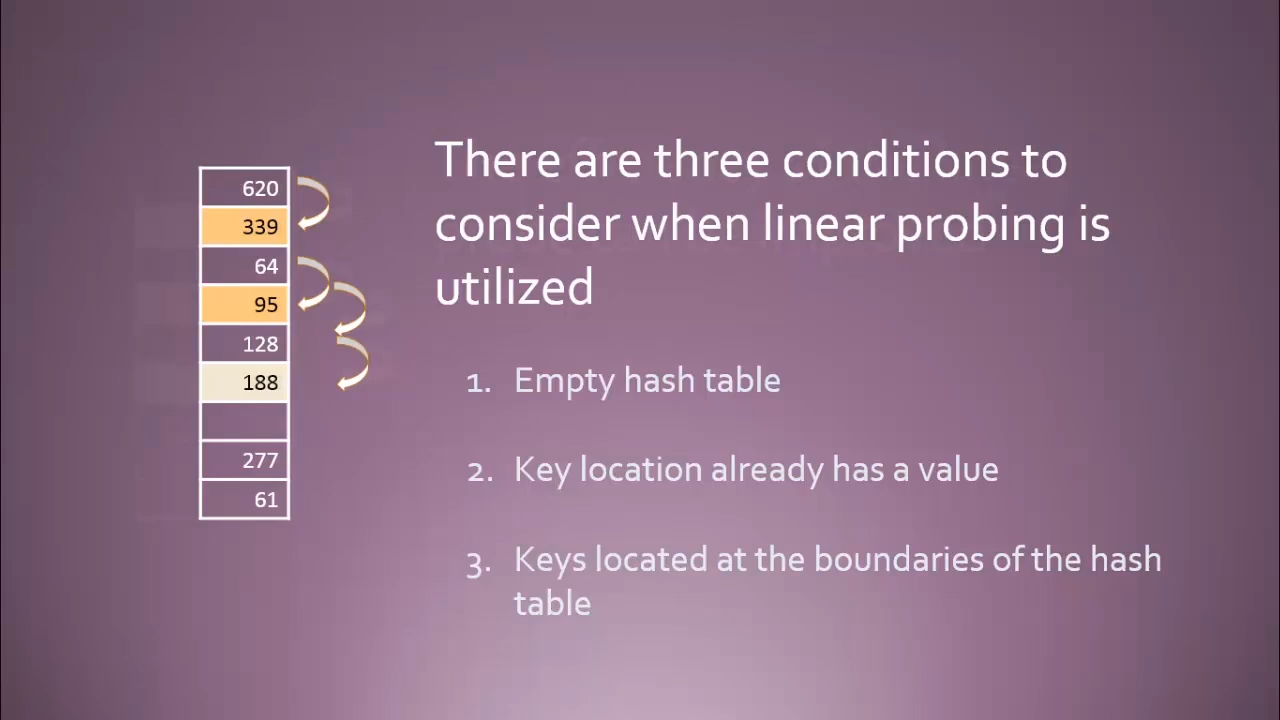 620
339
64
95
128
188
277
61
There are three conditions to
consider when linear probing is
utilized
1. Empty hash table
2. Key location already has a value
3. Keys located at the boundaries of the hash
table